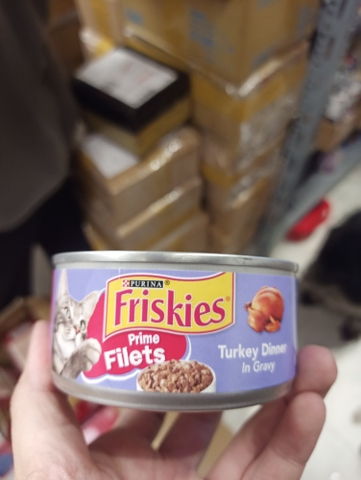 PURINA
Friskies
Prime
Filets
Turkey Dinner
In Gravy